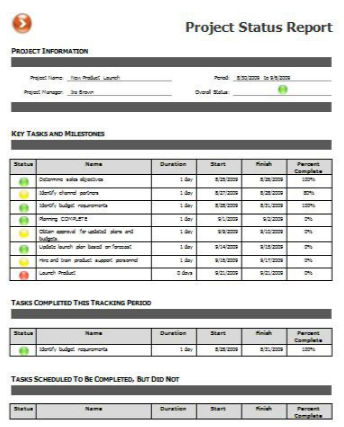 Project Status Report
PROJECT INFORMATION
Project Name: New Product Launch Period: 8/30/2009 to 9/5/2009
Project Manager: Iris Brown Overall Status:
KEY TASKS AND MILESTONES
Status Name Duration Start Finish Percent
Complete
Determine sales objectives 1 day 8/25/2009 8/26/2009 100%
Identify channel partners 1 day 8/27/2009 8/28/2009 80%
Identify budget requirements 1 day 8/28/2009 8/31/2009 100%
Planning COMPLETE 1 day 9/1/2009 9/2/2009 0%
Obtain approval for updated plans and
budgets 1 day 9/9/2009 9/10/2009 0%
Update launch plan based on forecast 1 day 9/14/2009 9/15/2009 0%
Hire and train product support personnel 1 day 9/16/2009 9/17/2009 0%
Launch Product 0 days 9/21/2009 9/21/2009 0%
TASKS COMPLETED THIS TRACKING PERIOD
Status Name Duration Start Finish Percent
Complete
Identify budget requirements 1 day 8/28/2009 8/31/2009 100%
TASKS SCHEDULED TO BE COMPLETED, BUT DID NOT
Status Name Duration Start Finish Percent
Complete